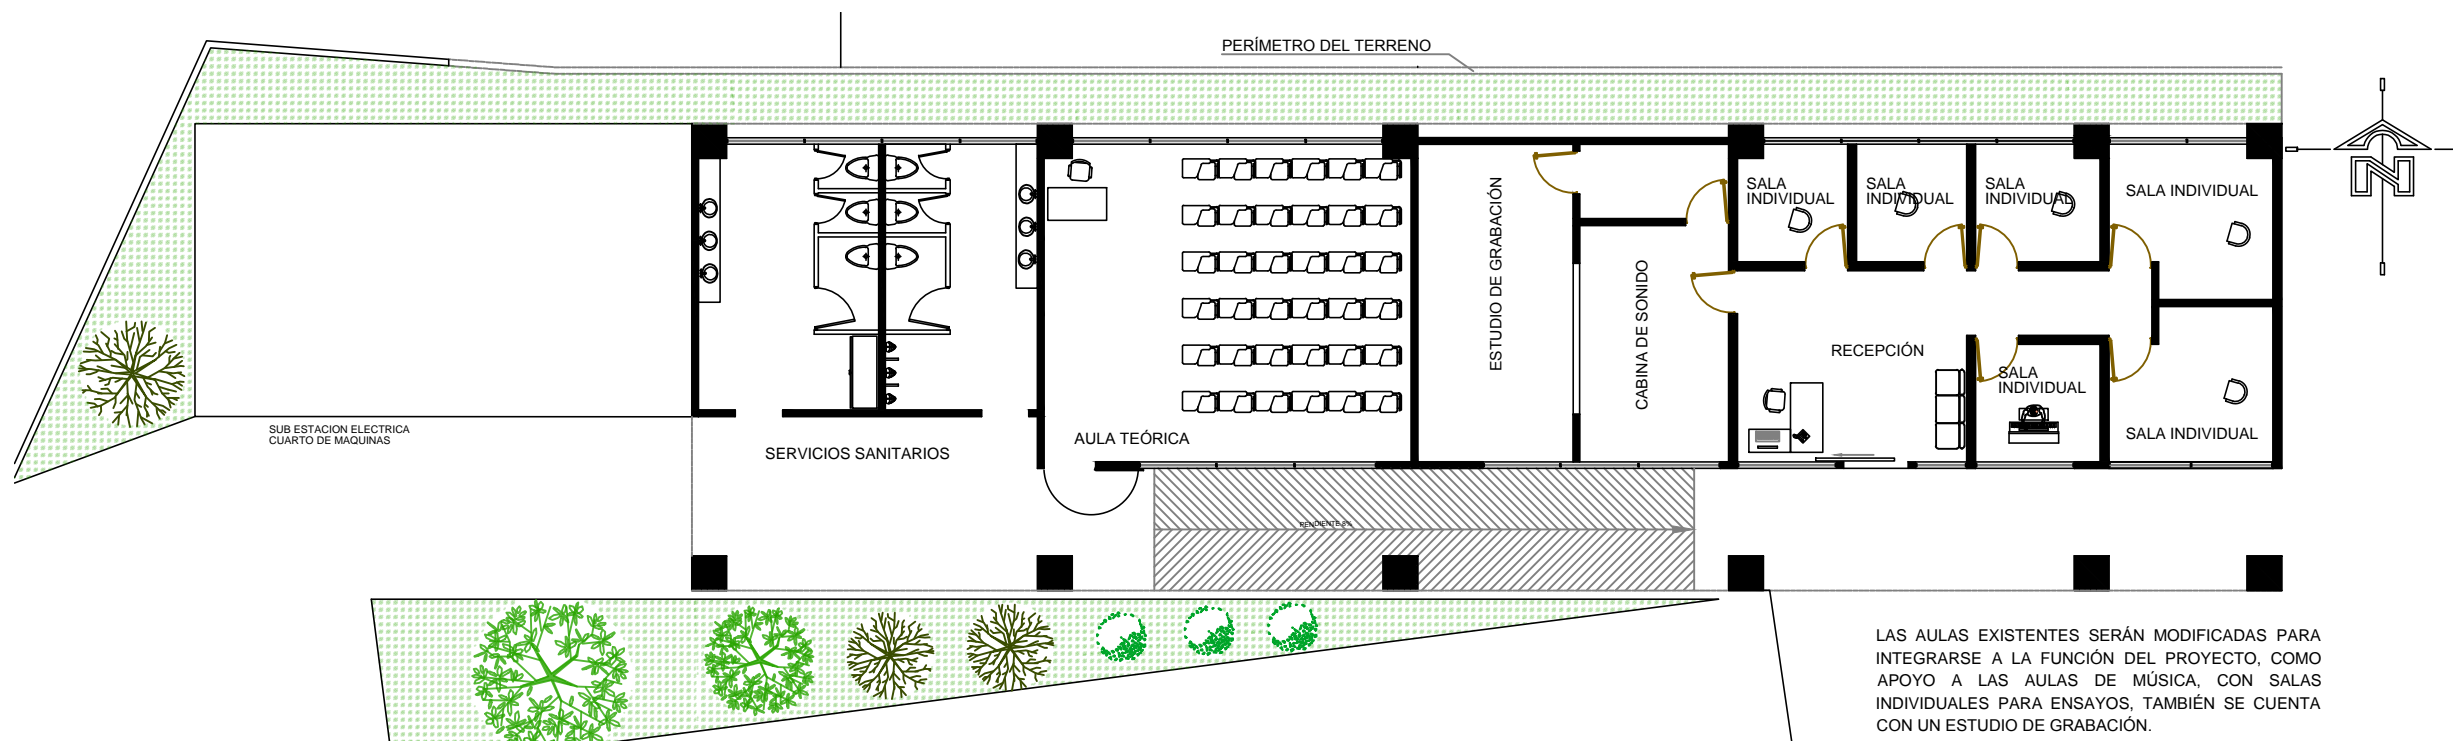 PERÍMETRO DEL TERRENO
SALA
INDIVIDUAL
SALA
INDIVIDUAL
SALA
INDIVIDUAL
SALA INDIVIDUAL
N
ESTUDIO DE GRABACIÓN
CABINA DE SONIDO
RECEPCIÓN
SALA
INDIVIDUAL
SALA INDIVIDUAL
SUB ESTACION ELECTRICA
CUARTO DE MAQUINAS
SERVICIOS SANITARIOS
AULA TEÓRICA
PENDIENTE 8%
LAS AULAS EXISTENTES SERÁN MODIFICADAS PARA
INTEGRARSE A LA FUNCIÓN DEL PROYECTO, COMO
APOYO A LAS AULAS DE MÚSICA, CON SALAS
INDIVIDUALES PARA ENSAYOS, TAMBIÉN SE CUENTA
CON UN ESTUDIO DE GRABACIÓN.